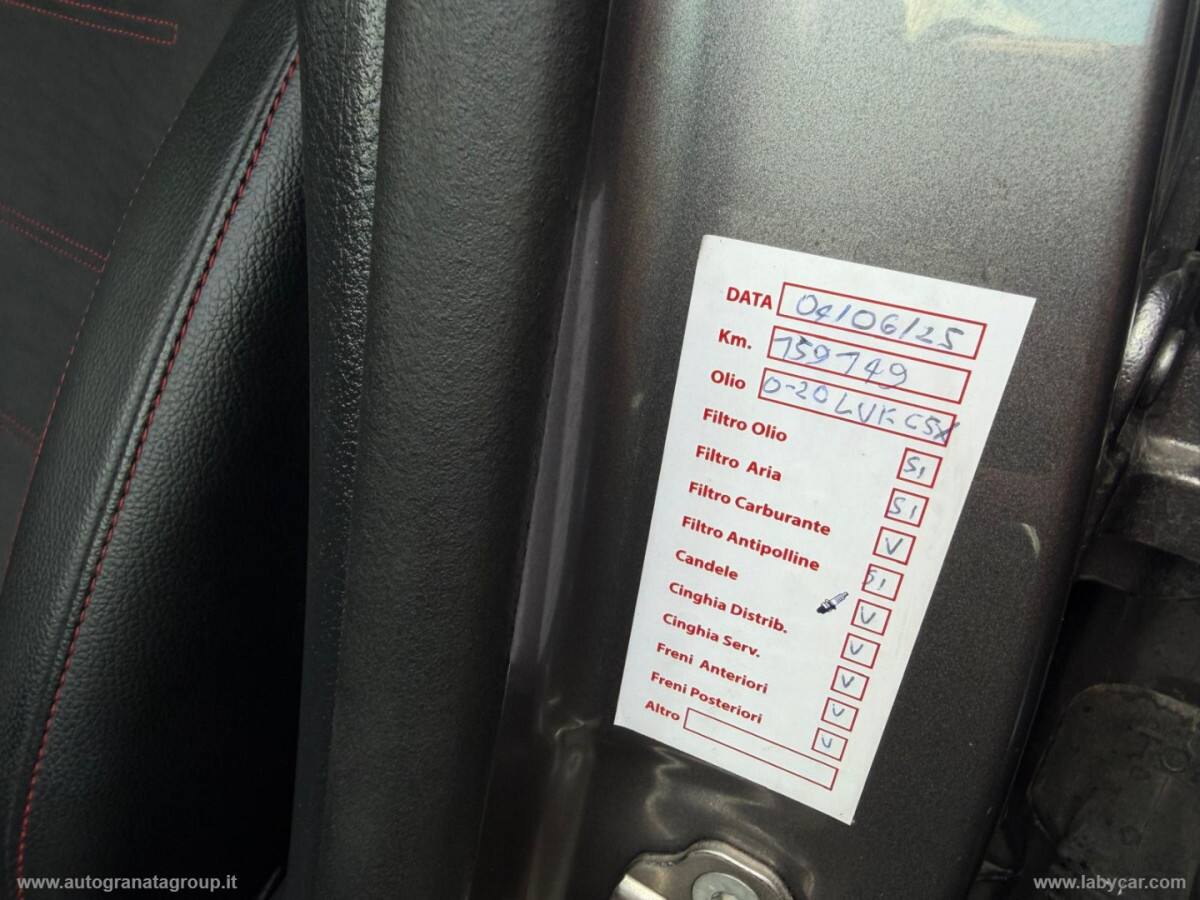 DATA 04/06/25
Km. 159149
Olio 0-20 LUK C5X
Filtro Olio SI
Filtro Aria SI
Filtro Carburante V
Filtro Antipolline SI
Candele V
Cinghia Distrib. V
Cinghia Serv. V
Freni Anteriori V
Freni Posteriori V
Altro
www.autogranatagroup.it
www.labycar.com